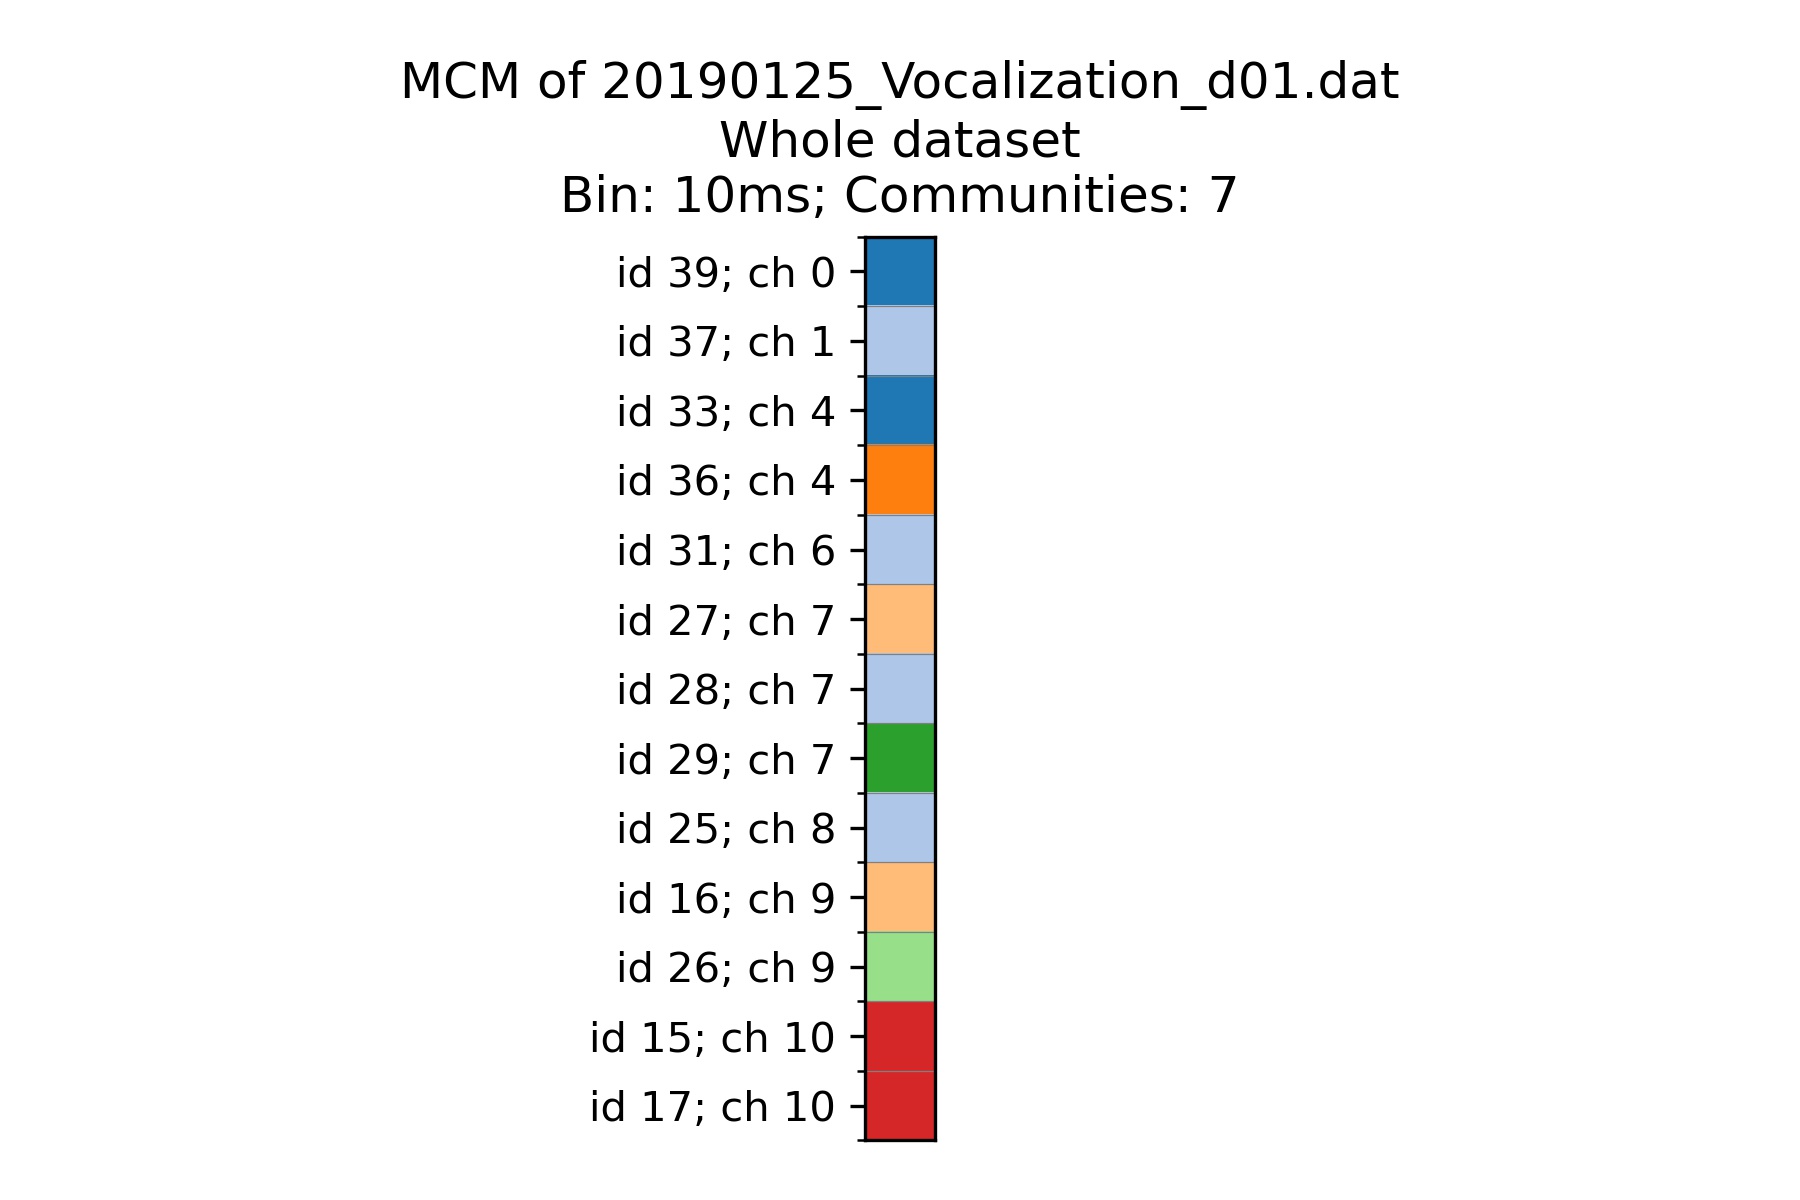 MCM of 20190125_Vocalization_d01.dat
Whole dataset
Bin: 10ms; Communities: 7
id 39; ch 0
id 37; ch 1
id 33; ch 4
id 36; ch 4
id 31; ch 6
id 27; ch 7
id 28; ch 7
id 29; ch 7
id 25; ch 8
id 16; ch 9
id 26; ch 9
id 15; ch 10
id 17; ch 10